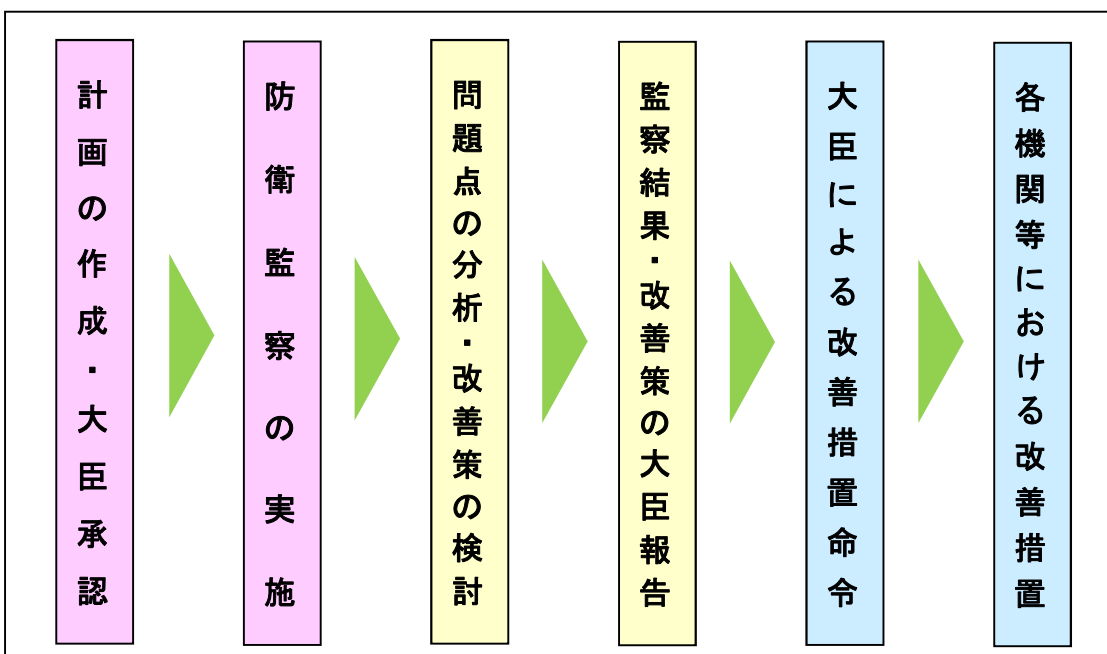 計画の作成・大臣承認
防衛監察の実施
問題点の分析・改善策の検討
監察結果・改善策の大臣報告
大臣による改善措置命令
各機関等における改善措置